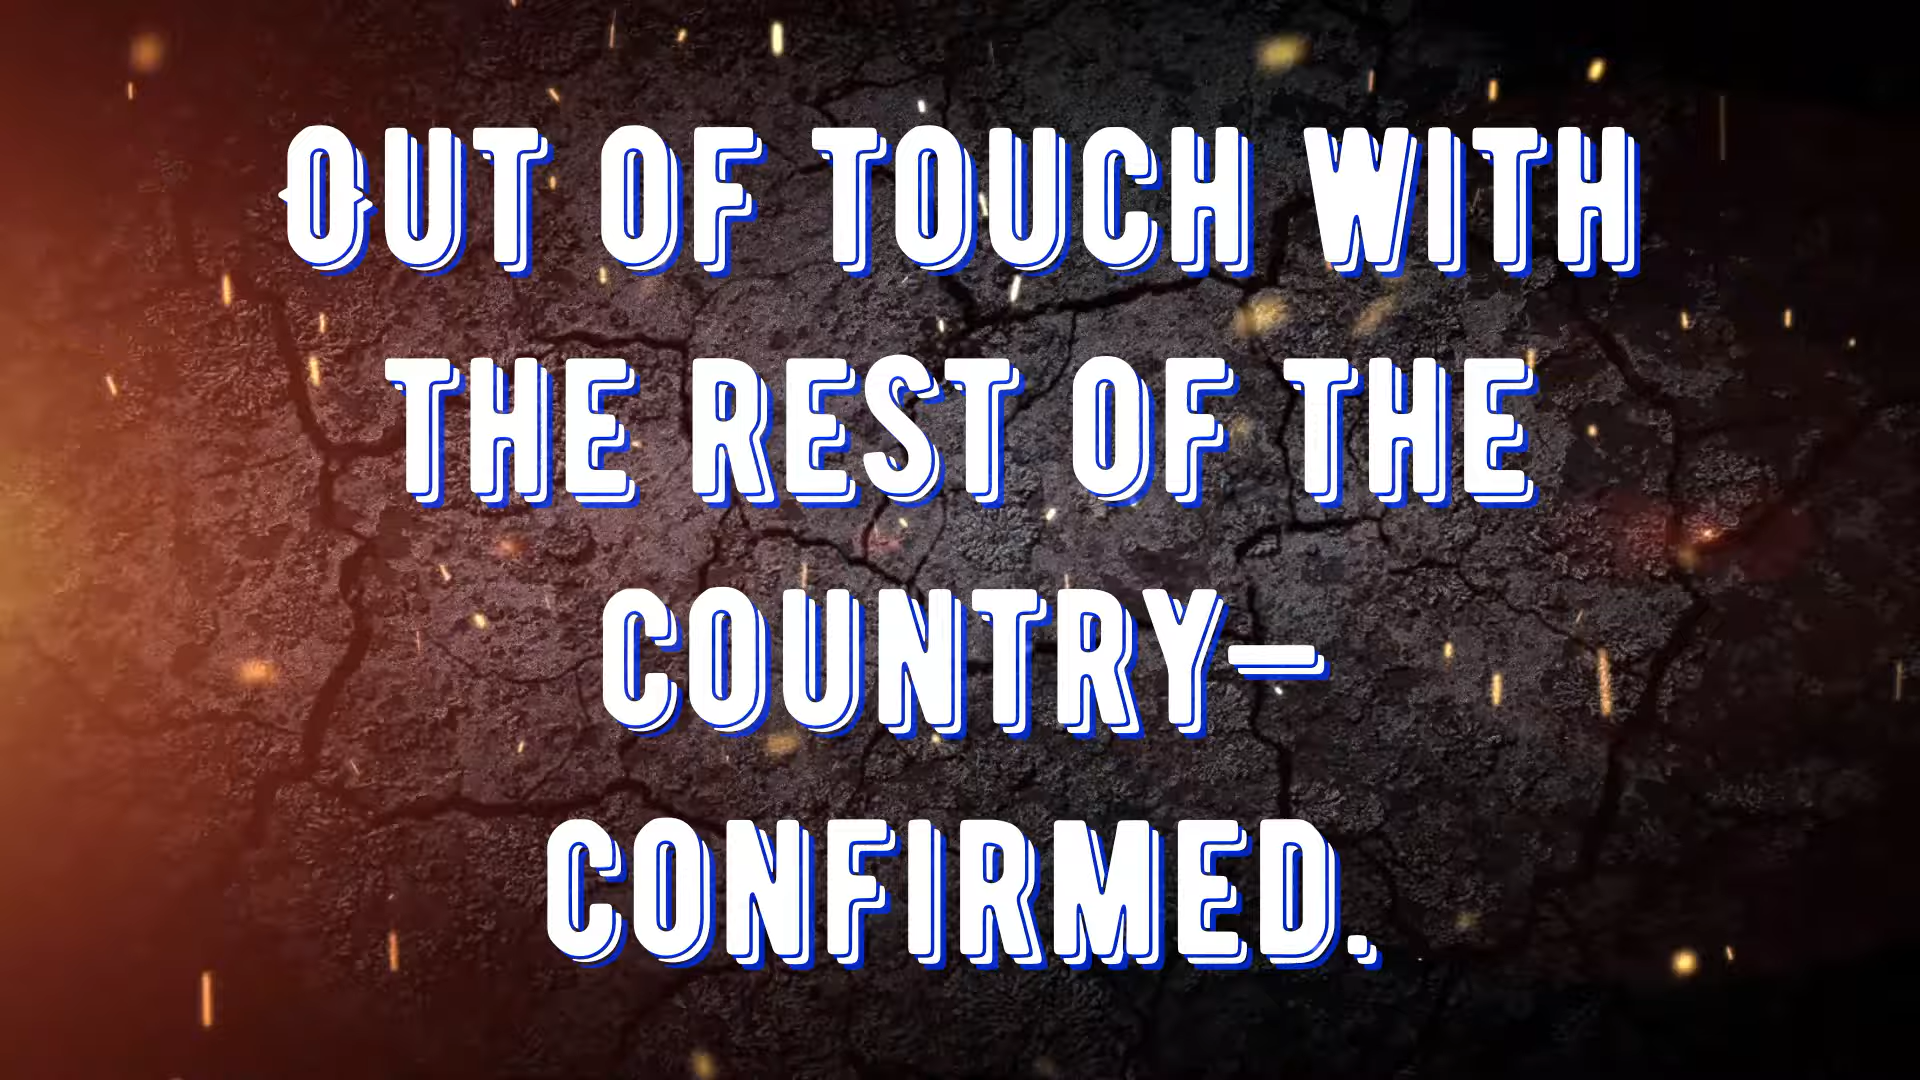 OUT OF TOUCH WITH
THE REST OF THE
COUNTRY–
CONFIRMED.